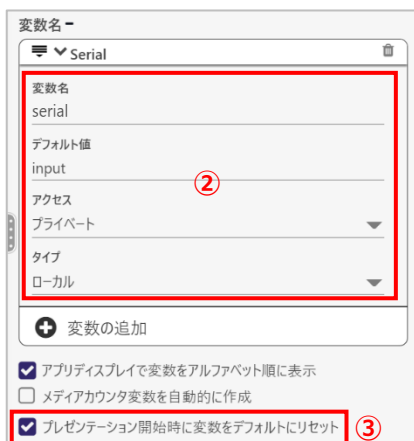 変数名 -
Serial
変数名
serial
デフォルト値
input
②
アクセス
プライベート
タイプ
ローカル
変数の追加
アプリディスプレイで変数をアルファベット順に表示
メディアカウンタ変数を自動的に作成
プレゼンテーション開始時に変数をデフォルトにリセット
③